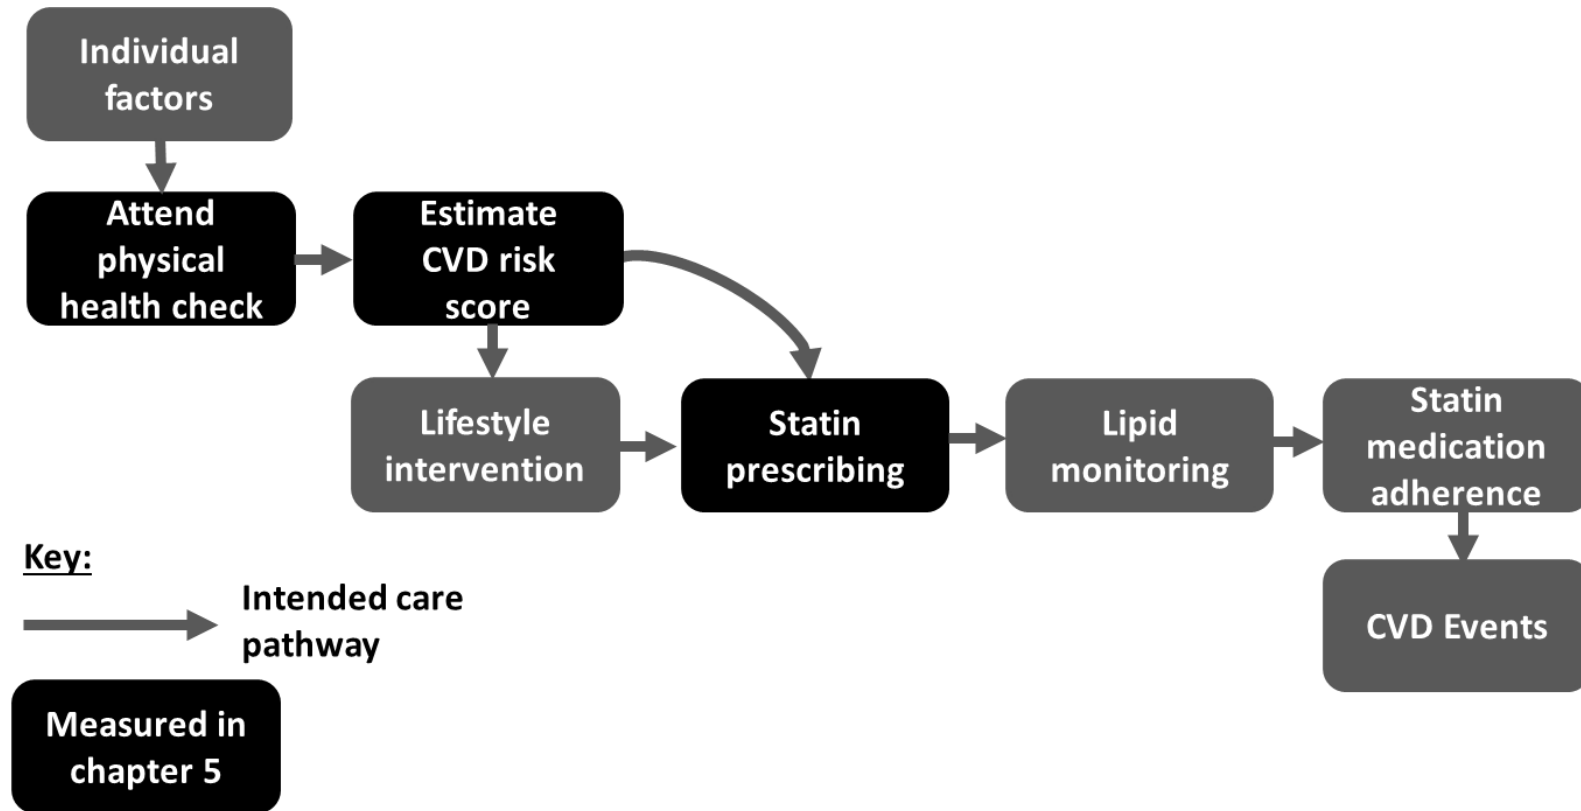 Individual
factors
Attend
physical
health check
Estimate
CVD risk
score
Lifestyle
intervention
Statin
prescribing
Lipid
monitoring
Statin
medication
adherence
CVD Events
Key:
Intended care
pathway
Measured in
chapter 5